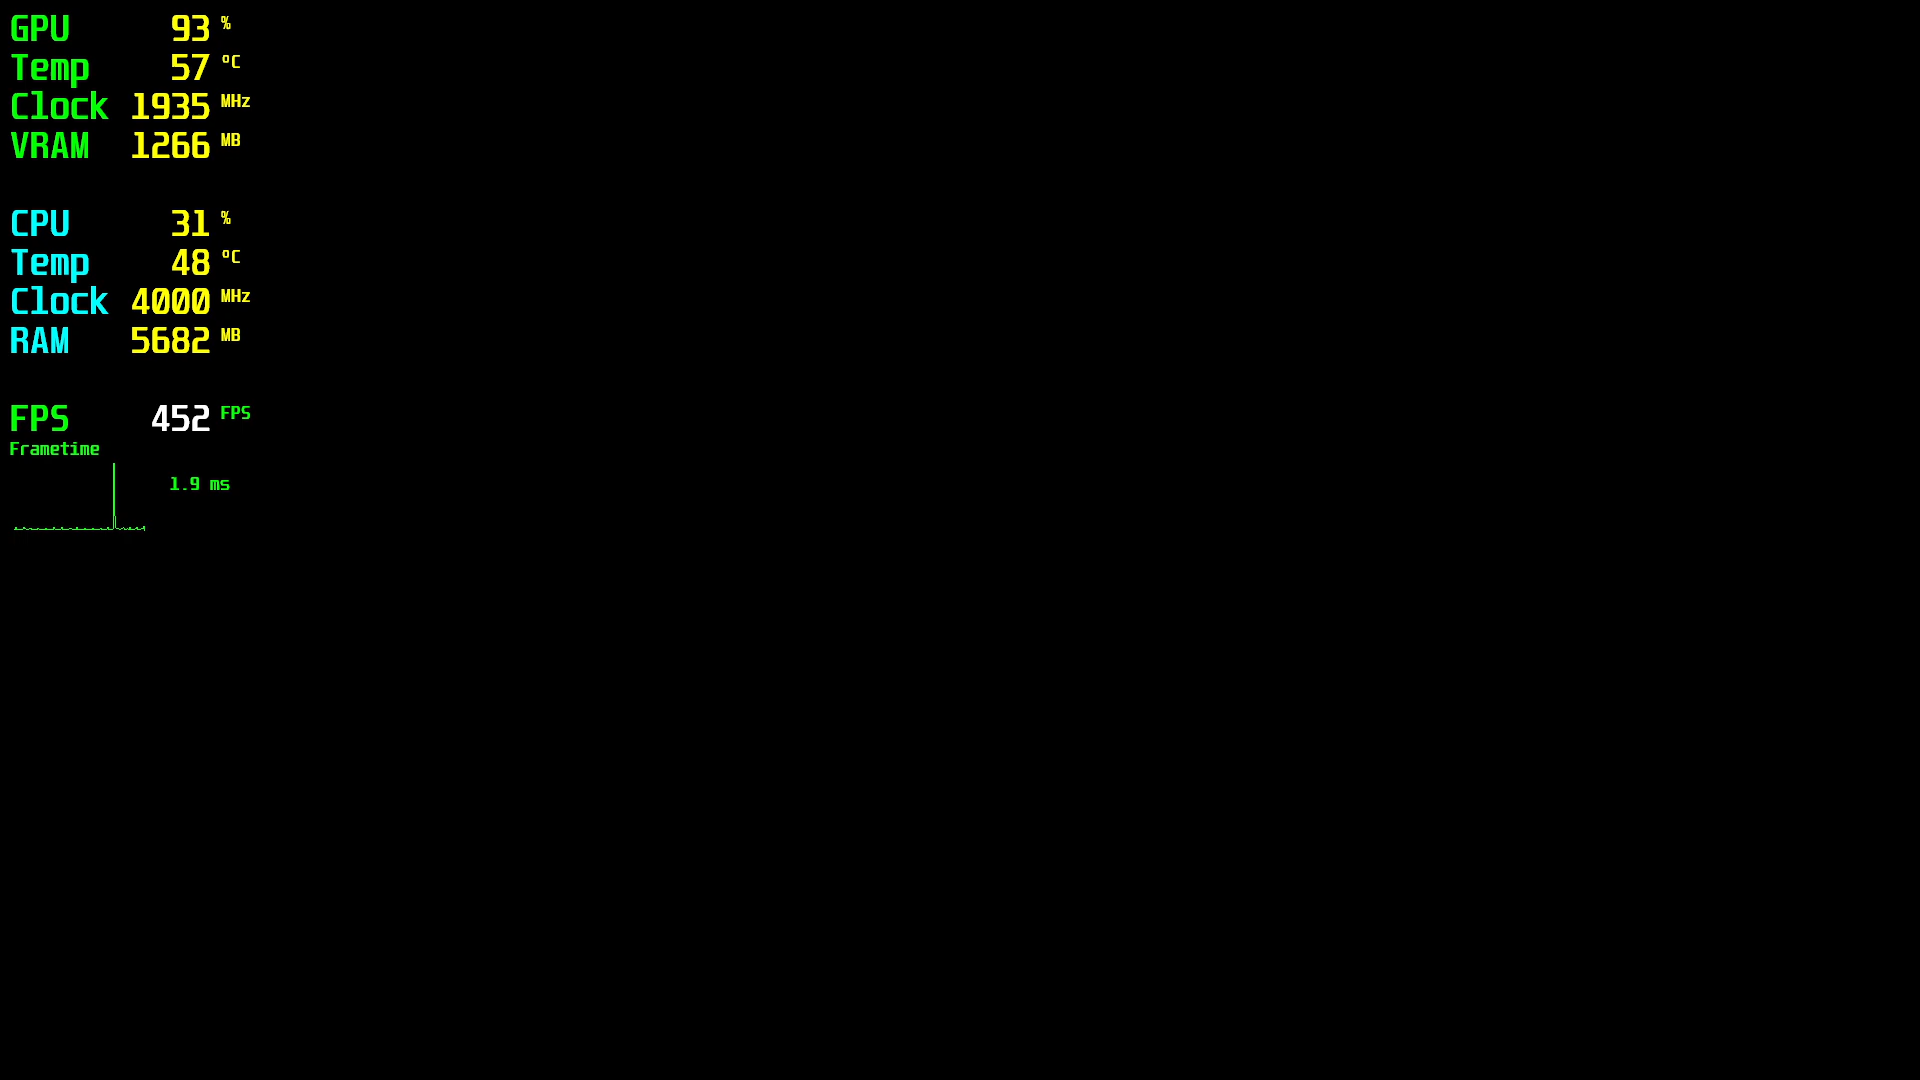 GPU 93 %
Temp 57 °C
Clock 1935 MHz
VRAM 1266 MB
CPU 31 %
Temp 48 °C
Clock 4000 MHz
RAM 5682 MB
FPS 452 FPS
Frametime
1.9 ms